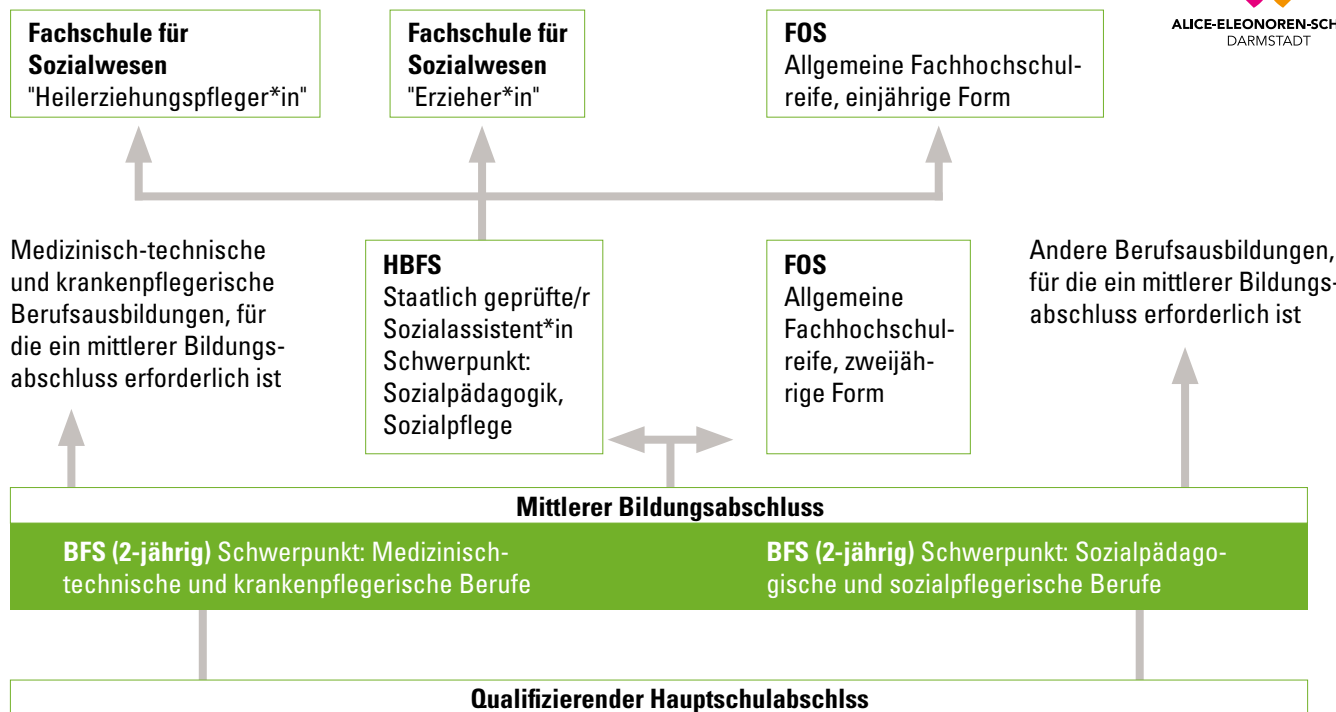 ALICE-ELEONOREN-SCH
DARMSTADT
Fachschule für
Sozialwesen
"Heilerziehungspfleger*in"
Fachschule für
Sozialwesen
"Erzieher*in"
FOS
Allgemeine Fachhochschul-
reife, einjährige Form
Medizinisch-technische
und krankenpflegerische
Berufsausbildungen, für
die ein mittlerer Bildungs-
abschluss erforderlich ist
HBFS
Staatlich geprüfte/r
Sozialassistent*in
Schwerpunkt:
Sozialpädagogik,
Sozialpflege
FOS
Allgemeine
Fachhochschul-
reife, zweijäh-
rige Form
Andere Berufsausbildungen,
für die ein mittlerer Bildungs-
abschluss erforderlich ist
Mittlerer Bildungsabschluss
BFS (2-jährig) Schwerpunkt: Medizinisch-
technische und krankenpflegerische Berufe
BFS (2-jährig) Schwerpunkt: Sozialpädago-
gische und sozialpflegerische Berufe
Qualifizierender Hauptschulabschlss